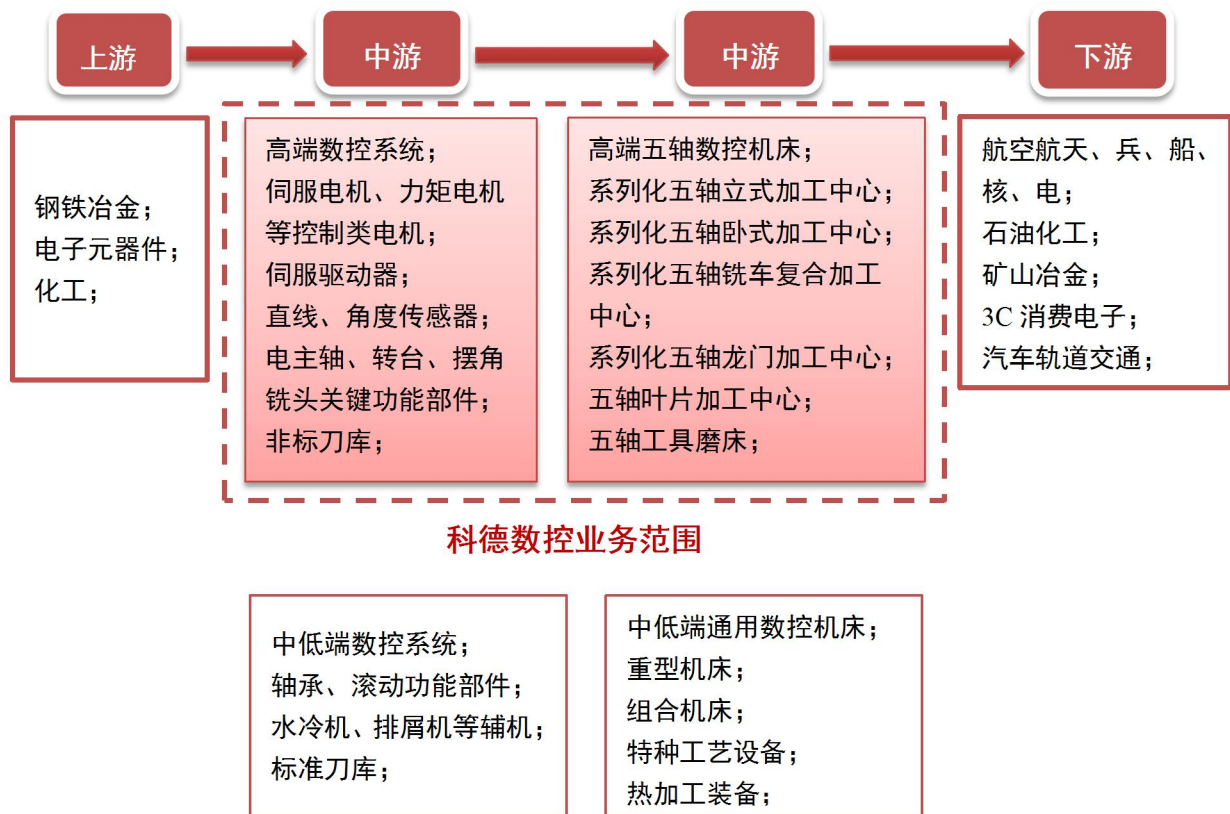 上游
中游
中游
下游
钢铁冶金；
电子元器件；
化工；
高端数控系统；
伺服电机、力矩电机
等控制类电机；
伺服驱动器；
直线、角度传感器；
电主轴、转台、摆角
铣头关键功能部件；
非标刀库；
高端五轴数控机床；
系列化五轴立式加工中心；
系列化五轴卧式加工中心；
系列化五轴铣车复合加工
中心；
系列化五轴龙门加工中心；
五轴叶片加工中心；
五轴工具磨床；
航空航天、兵、船、
核、电；
石油化工；
矿山冶金；
3C 消费电子；
汽车轨道交通；
科德数控业务范围
中低端数控系统；
轴承、滚动功能部件；
水冷机、排屑机等辅机；
标准刀库；
中低端通用数控机床；
重型机床；
组合机床；
特种工艺设备；
热加工装备；